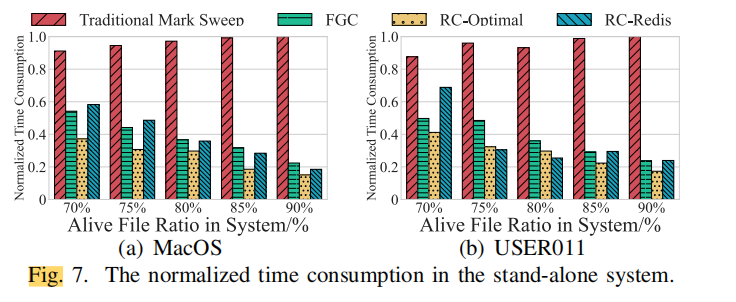 Traditional Mark Sweep FGC RC-Optimal RC-Redis
Normalized Time Consumption
1.0
0.8
0.6
0.4
0.2
0
70% 75% 80% 85% 90%
Alive File Ratio in System/%
(a) MacOS
Normalized Time Consumption
1.0
0.8
0.6
0.4
0.2
0
70% 75% 80% 85% 90%
Alive File Ratio in System/%
(b) USER011
Fig. 7. The normalized time consumption in the stand-alone system.